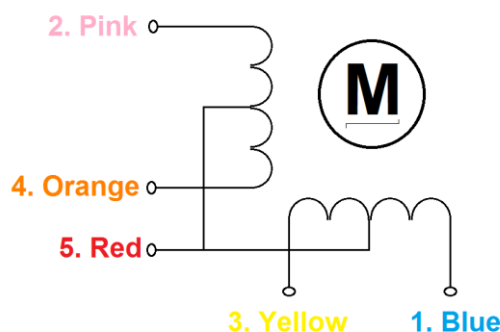 2. Pink
M
4. Orange
5. Red
3. Yellow
1. Blue